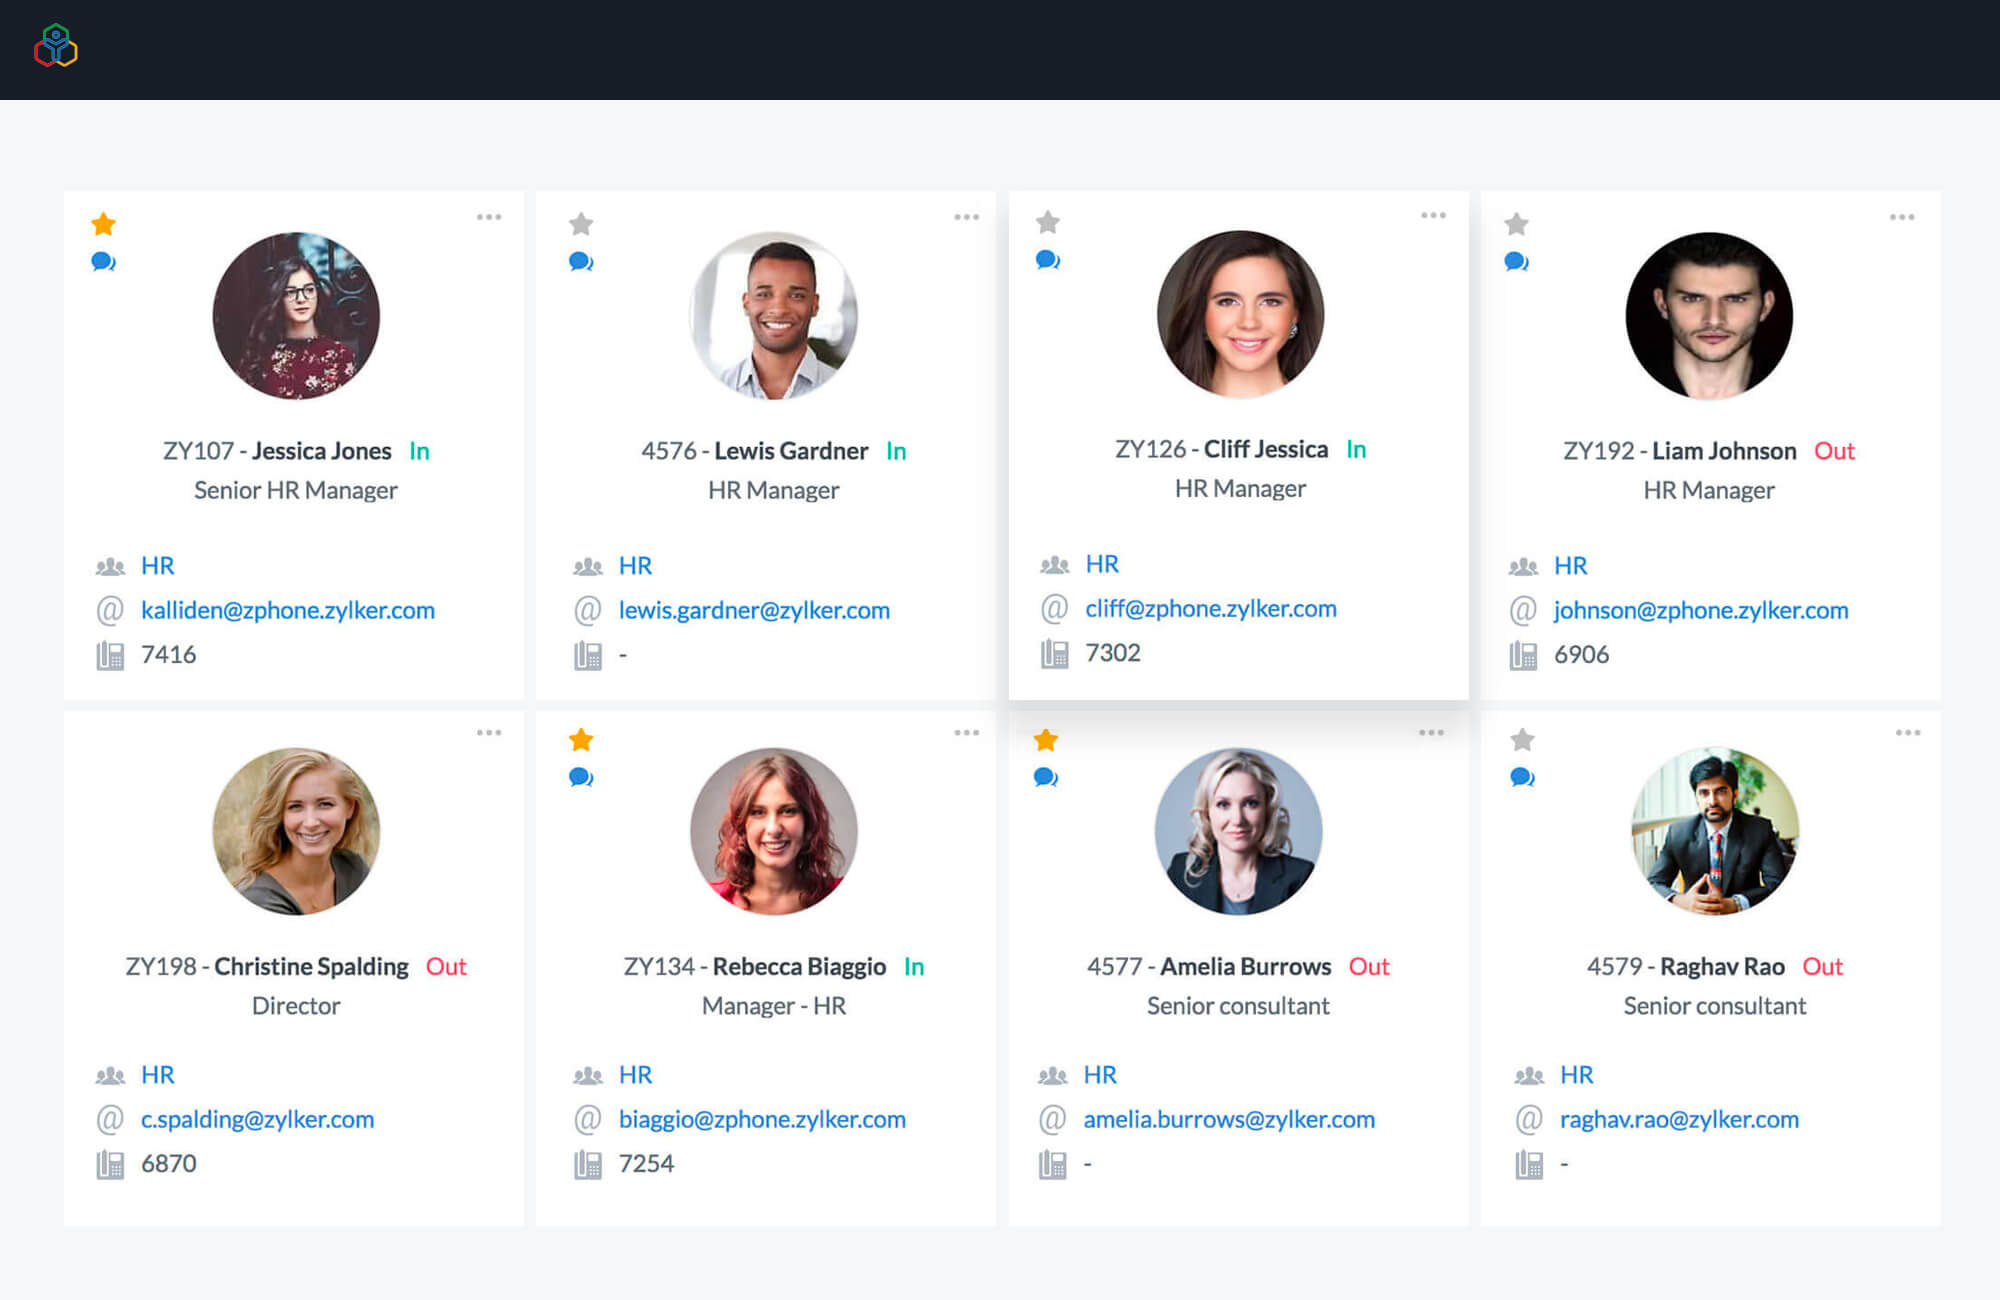 ZY107 - Jessica Jones In
Senior HR Manager
HR
kalliden@zphone.zylker.com
7416
4576 - Lewis Gardner In
HR Manager
HR
lewis.gardner@zylker.com
-
ZY126 - Cliff Jessica In
HR Manager
HR
cliff@zphone.zylker.com
7302
ZY192 - Liam Johnson Out
HR Manager
HR
johnson@zphone.zylker.com
6906
ZY198 - Christine Spalding Out
Director
HR
c.spalding@zylker.com
6870
ZY134 - Rebecca Biaggio In
Manager - HR
HR
biaggio@zphone.zylker.com
7254
4577 - Amelia Burrows Out
Senior consultant
HR
amelia.burrows@zylker.com
-
4579 - Raghav Rao Out
Senior consultant
HR
raghav.rao@zylker.com
-